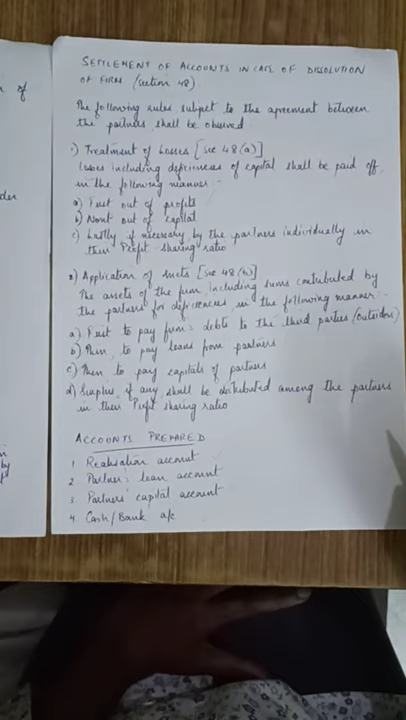 n of
der
n
by
SETTLEMENT OF ACCOUNTS IN CASE OF DISSOLUTION
OF FIRM (section 48)
The following rules subject to the agreement between
the partners shall be observed
1) Treatment of Losses [sec 48 (a)]
Losses including deficiencies of capital shall be paid off
in the following manner:-
a) First out of profits
b) Next out of capital
c) Lastly, if necessary by the partners individually in
their Profit sharing ratio
2) Application of Assets [sec 48 (b)]
The assets of the firm, including sums contributed by
the partners for deficiencies, in the following manner:-
a) First to pay firm's debts to the third parties (outsiders)
b) Then, to pay loans from partners
c) Then to pay capitals of partners
d) Surplus, if any, shall be distributed among the partners
in their Profit sharing ratio
ACCOUNTS PREPARED
1 Realisation account
2 Partner's loan account
3. Partners' capital account
4. Cash/Bank a/c